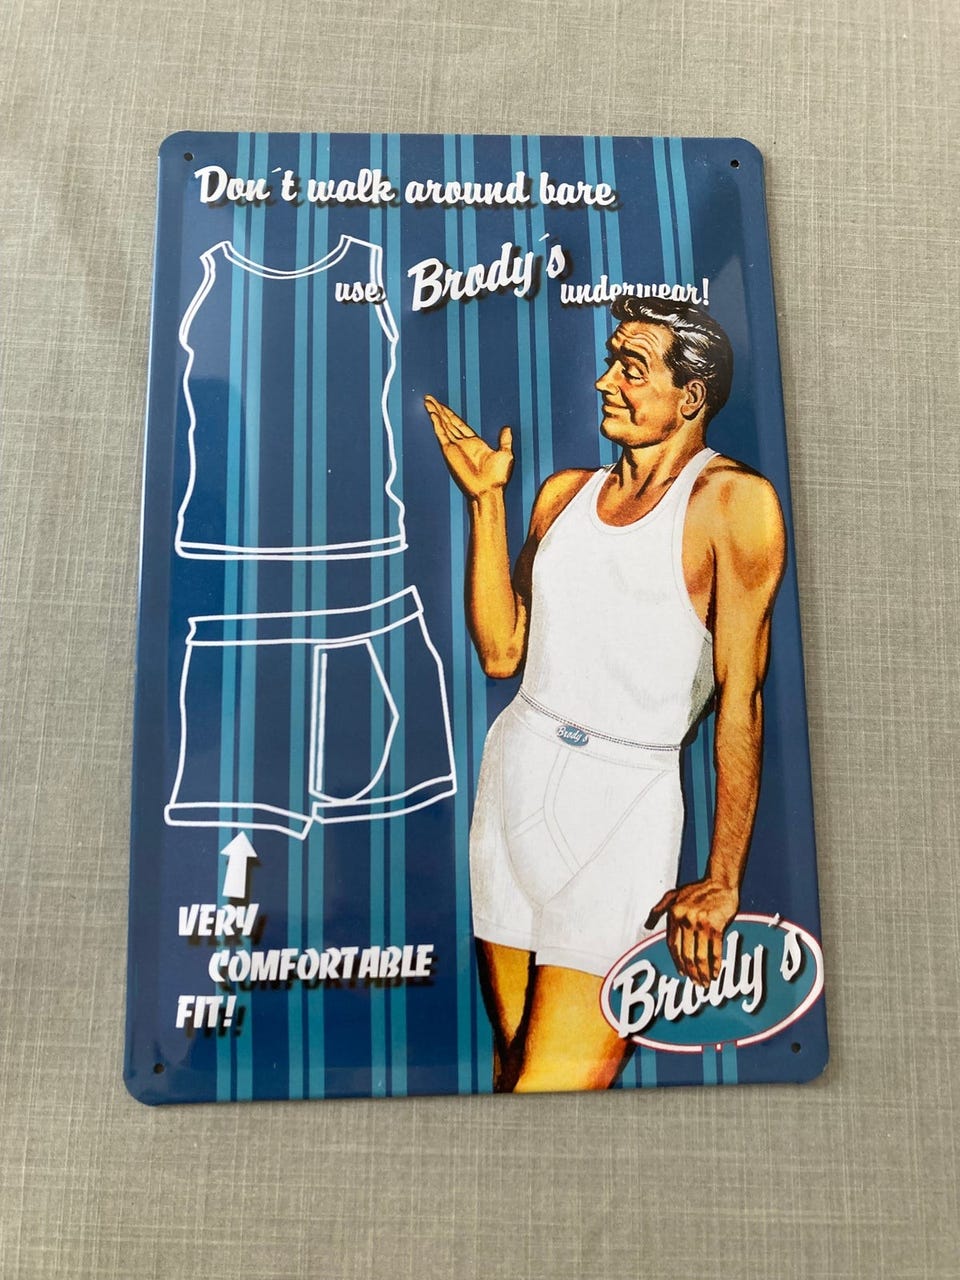 Don´t walk around bare
use Brody´s underwear!
Brody´s
VERY
COMFORTABLE
FIT!
Brody´s